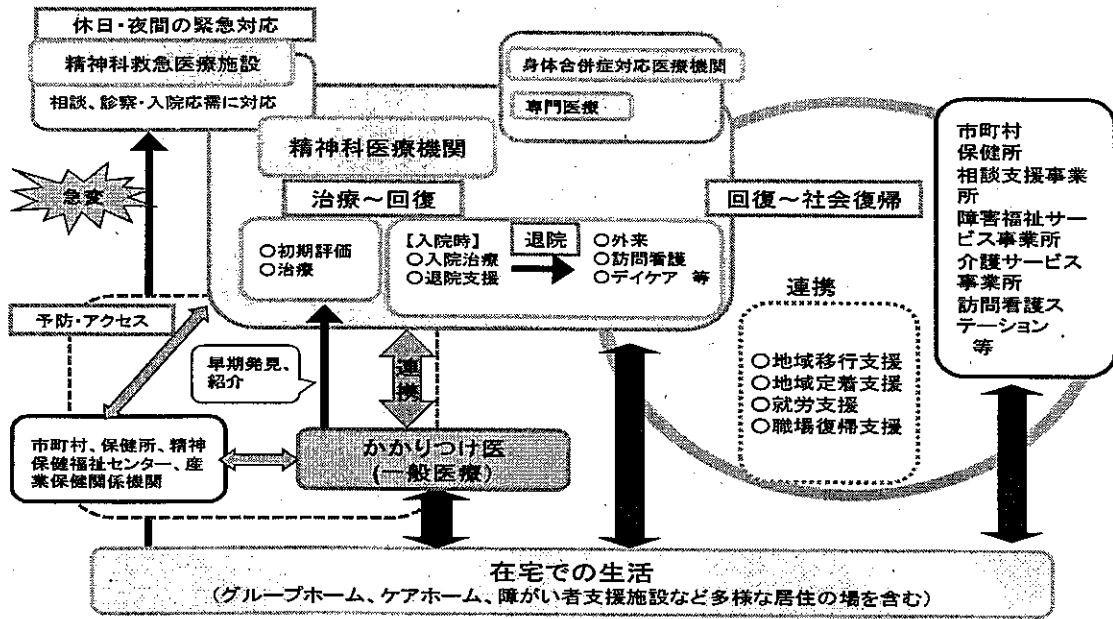 休日・夜間の緊急対応
精神科救急医療施設
相談、診察・入院応需に対応
身体合併症対応医療機関
専門医療
精神科医療機関
治療～回復
回復～社会復帰
急変
○初期評価
○治療
【入院時】
○入院治療
○退院支援
退院
○外来
○訪問看護
○デイケア 等
市町村
保健所
相談支援事業
所
障害福祉サー
ビス事業所
介護サービス
事業所
訪問看護ス
テーション
等
予防・アクセス
早期発見、
紹介
連携
連携
○地域移行支援
○地域定着支援
○就労支援
○職場復帰支援
市町村、保健所、精神
保健福祉センター、産
業保健関係機関
かかりつけ医
(一般医療)
在宅での生活
(グループホーム、ケアホーム、障がい者支援施設など多様な居住の場を含む)